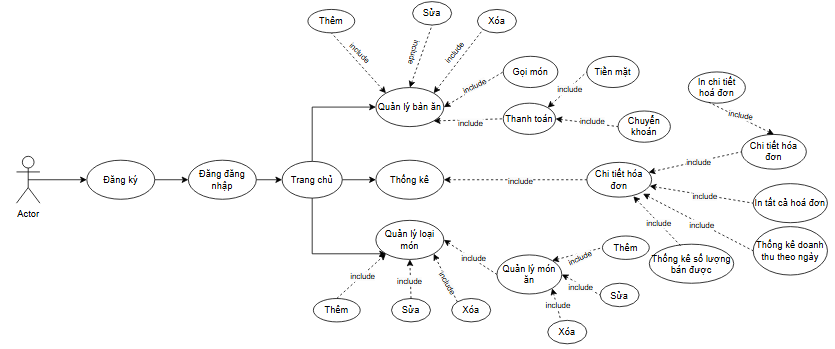 Thêm
Sửa
Xóa
include
include
include
Quản lý bán ăn
Gọi món
include
Tiền mặt
include
Thanh toán
include
include
Chuyển
khoản
In chi tiết
hoá đơn
include
Chi tiết hóa
đơn
include
Actor
Đăng ký
Đăng đăng
nhập
Trang chủ
Thống kê
include
Chi tiết hóa
đơn
include
In tất cả hoá đơn
include
Thống kê doanh
thu theo ngày
include
Thống kê số lượng
bán được
Quản lý loại
món
include
Quản lý món
ăn
include
Thêm
include
Sửa
include
Xóa
include
include
include
Thêm
Sửa
Xóa